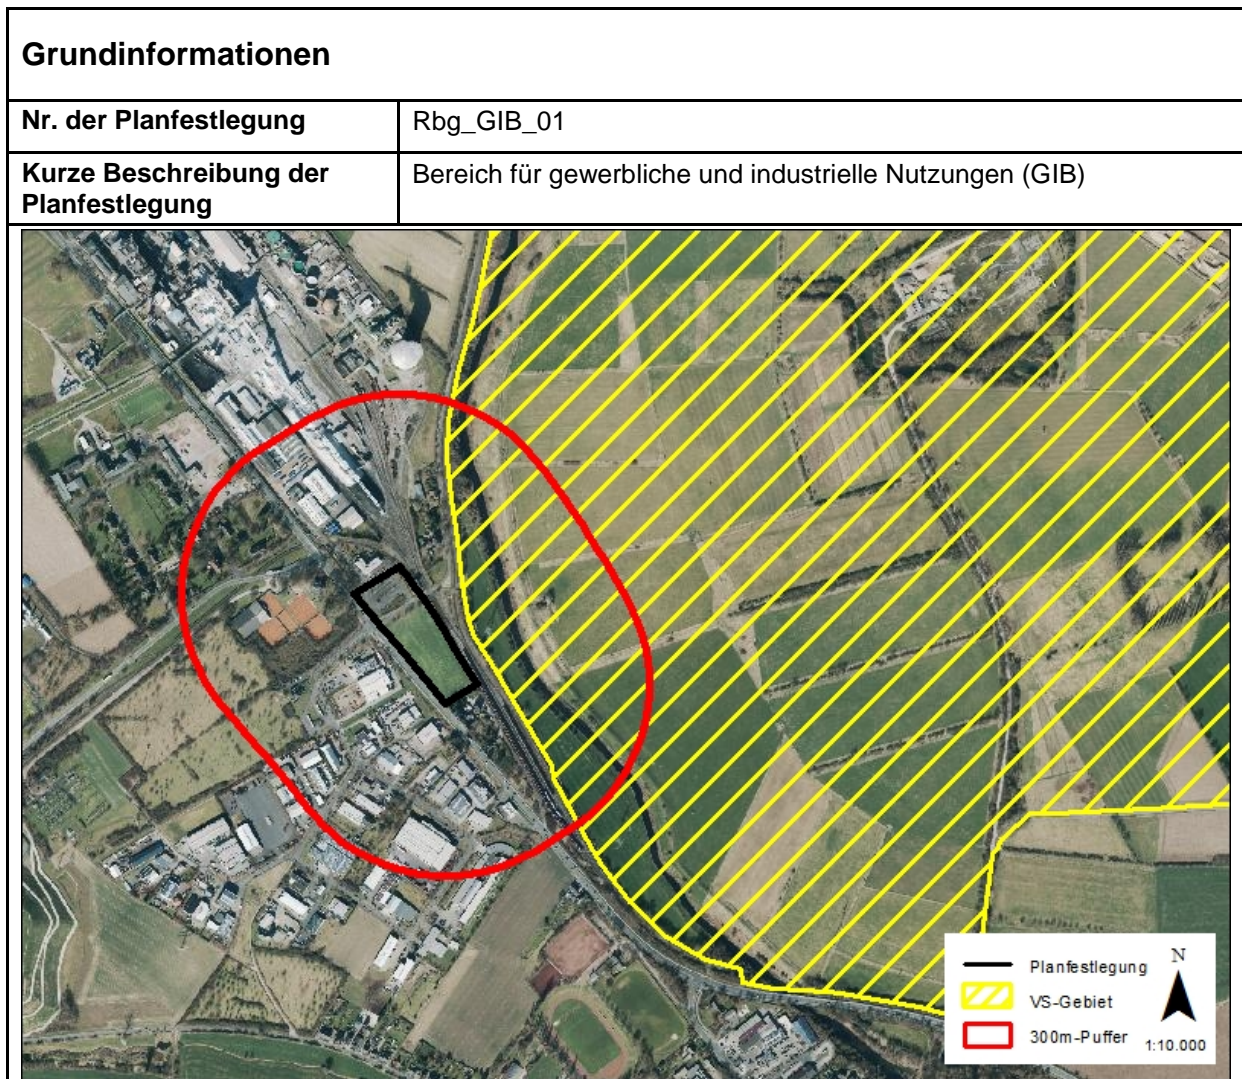 Grundinformationen
Nr. der Planfestlegung
Rbg_GIB_01
Kurze Beschreibung der
Planfestlegung
Bereich für gewerbliche und industrielle Nutzungen (GIB)
Planfestlegung
VS-Gebiet
300m-Puffer
N
1:10.000